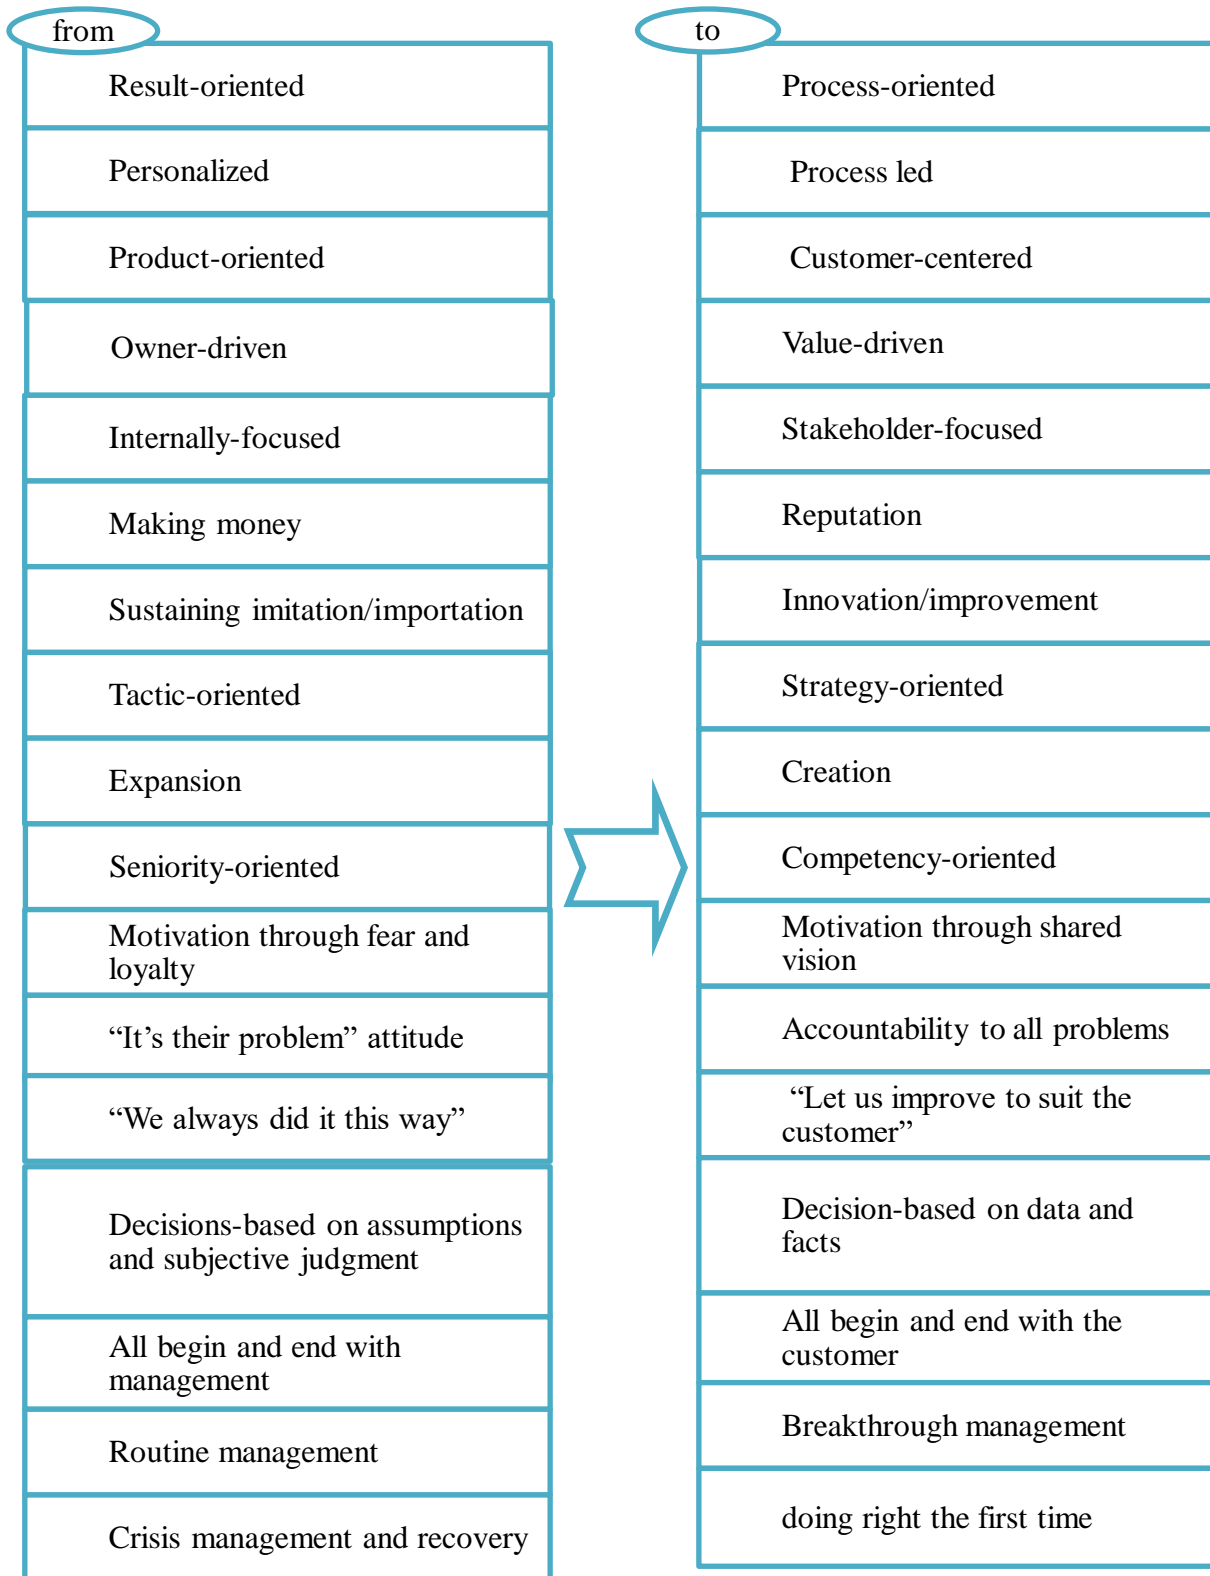 from
Result-oriented
Personalized
Product-oriented
Owner-driven
Internally-focused
Making money
Sustaining imitation/importation
Tactic-oriented
Expansion
Seniority-oriented
Motivation through fear and
loyalty
“It’s their problem” attitude
“We always did it this way”
Decisions-based on assumptions
and subjective judgment
All begin and end with
management
Routine management
Crisis management and recovery
to
Process-oriented
Process led
Customer-centered
Value-driven
Stakeholder-focused
Reputation
Innovation/improvement
Strategy-oriented
Creation
Competency-oriented
Motivation through shared
vision
Accountability to all problems
“Let us improve to suit the
customer”
Decision-based on data and
facts
All begin and end with the
customer
Breakthrough management
doing right the first time